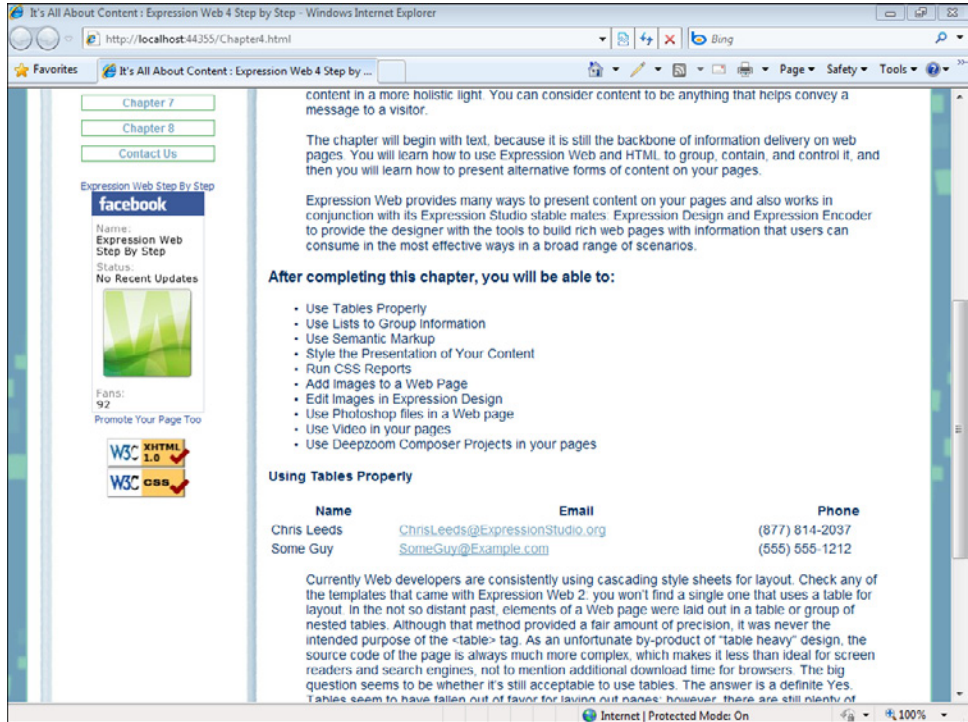 It's All About Content : Expression Web 4 Step by Step - Windows Internet Explorer
http://localhost:44355/Chapter4.html
Bing
Favorites
It's All About Content : Expression Web 4 Step by ...
Page
Safety
Tools
Chapter 7
Chapter 8
Contact Us
Expression Web Step By Step
facebook
Name:
Expression Web
Step By Step
Status:
No Recent Updates
Fans:
92
Promote Your Page Too
W3C XHTML 1.0
W3C css
content in a more holistic light. You can consider content to be anything that helps convey a
message to a visitor.
The chapter will begin with text, because it is still the backbone of information delivery on web
pages. You will learn how to use Expression Web and HTML to group, contain, and control it, and
then you will learn how to present alternative forms of content on your pages.
Expression Web provides many ways to present content on your pages and also works in
conjunction with its Expression Studio stable mates: Expression Design and Expression Encoder
to provide the designer with the tools to build rich web pages with information that users can
consume in the most effective ways in a broad range of scenarios.
After completing this chapter, you will be able to:
• Use Tables Properly
• Use Lists to Group Information
• Use Semantic Markup
• Style the Presentation of Your Content
• Run CSS Reports
• Add Images to a Web Page
• Edit Images in Expression Design
• Use Photoshop files in a Web page
• Use Video in your pages
• Use Deepzoom Composer Projects in your pages
Using Tables Properly
Name Email Phone
Chris Leeds ChrisLeeds@ExpressionStudio.org (877) 814-2037
Some Guy SomeGuy@Example.com (555) 555-1212
Currently Web developers are consistently using cascading style sheets for layout. Check any of
the templates that came with Expression Web 2: you won't find a single one that uses a table for
layout. In the not so distant past, elements of a Web page were laid out in a table or group of
nested tables. Although that method provided a fair amount of precision, it was never the
intended purpose of the <table> tag. As an unfortunate by-product of "table heavy" design, the
source code of the page is always much more complex, which makes it less than ideal for screen
readers and search engines, not to mention additional download time for browsers. The big
question seems to be whether it's still acceptable to use tables. The answer is a definite Yes.
Tables seem to have fallen out of favor for laying out pages; however, there are still plenty of
Internet | Protected Mode: On
100%